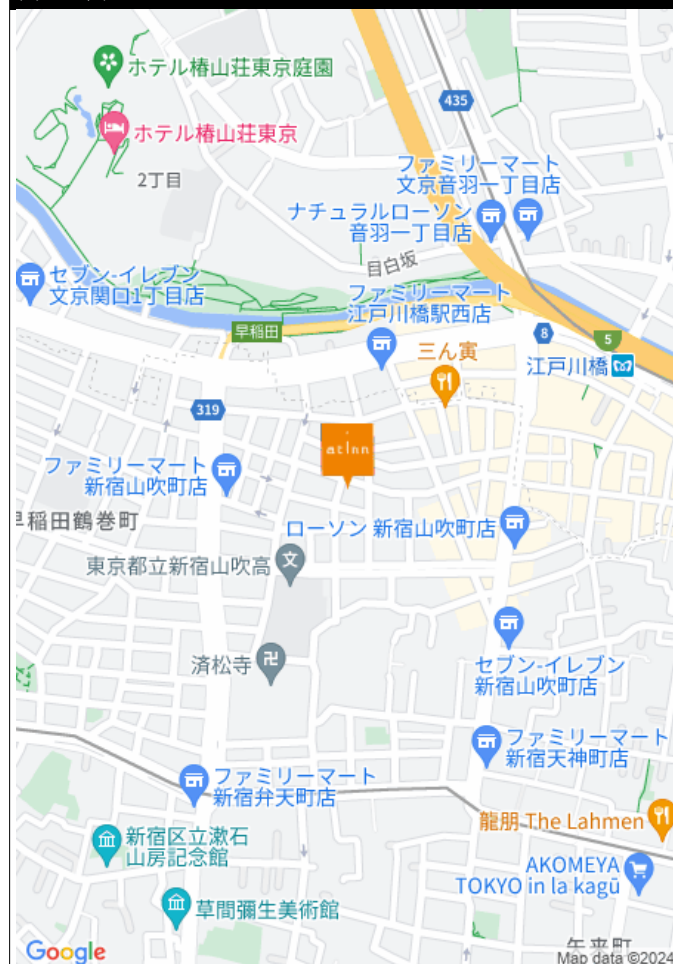 ホテル椿山荘東京庭園
435
ホテル椿山荘東京
2丁目
ファミリーマート
文京音羽一丁目店
ナチュラルローソン
音羽一丁目店
目白坂
セブン-イレブン
文京関口1丁目店
ファミリーマート
江戸川橋駅西店
早稲田
8
5
三ん寅
江戸川橋
319
at Inn
ファミリーマート
新宿山吹町店
早稲田鶴巻町
ローソン 新宿山吹町店
東京都立新宿山吹高
文
済松寺
卍
セブン-イレブン
新宿山吹町店
ファミリーマート
新宿天神町店
ファミリーマート
新宿弁天町店
龍朋 The Lahmen
新宿区立漱石
山房記念館
AKOMEYA
TOKYO in la kagū
草間彌生美術館
矢来町
Google
Map data ©2024